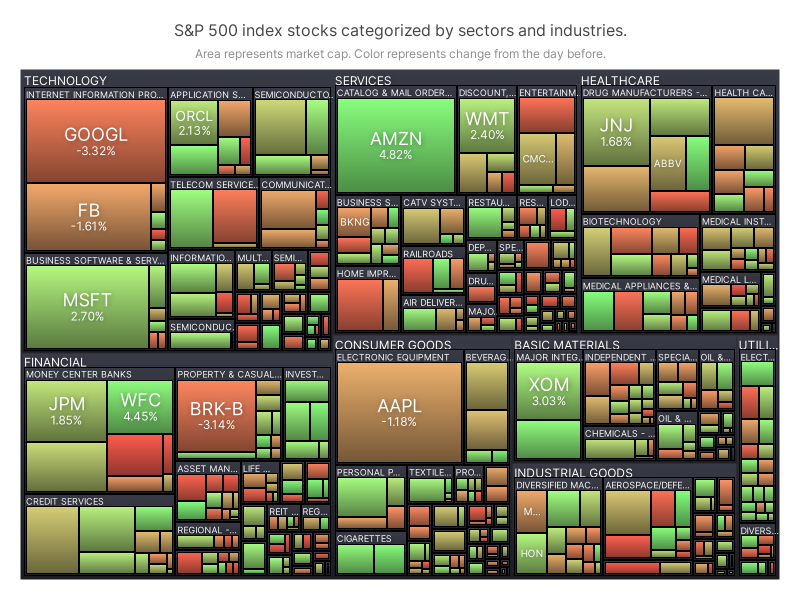 S&P 500 index stocks categorized by sectors and industries.
Area represents market cap. Color represents change from the day before.
TECHNOLOGY
INTERNET INFORMATION PRO...
GOOGL
-3.32%
FB
-1.61%
APPLICATION S...
ORCL
2.13%
SEMICONDUCTO...
TELECOM SERVICE...
COMMUNICAT...
BUSINESS SOFTWARE & SERV...
MSFT
2.70%
INFORMATIO...
MULT...
SEMI...
SEMICONDUC...
SERVICES
CATALOG & MAIL ORDER...
AMZN
4.82%
DISCOUNT,...
WMT
2.40%
ENTERTAINM...
CMC...
BUSINESS S...
BKNG
CATV SYST...
RESTAU...
RES...
LOD...
HOME IMPR...
RAILROADS
DEP...
SPE...
DRU...
AIR DELIVER...
MAJO...
HEALTHCARE
DRUG MANUFACTURERS -...
JNJ
1.68%
ABBV
HEALTH CA...
BIOTECHNOLOGY
MEDICAL INST...
MEDICAL APPLIANCES &...
MEDICAL L...
FINANCIAL
MONEY CENTER BANKS
JPM
1.85%
WFC
4.45%
PROPERTY & CASUAL...
BRK-B
-3.14%
INVEST...
CREDIT SERVICES
ASSET MAN...
LIFE ...
REGIONAL -...
REIT ...
REG...
CONSUMER GOODS
ELECTRONIC EQUIPMENT
AAPL
-1.18%
BEVERAG...
PERSONAL P...
TEXTILE...
PRO...
CIGARETTES
BASIC MATERIALS
MAJOR INTEG...
XOM
3.03%
INDEPENDENT ...
SPECIA...
OIL &...
CHEMICALS - ...
OIL & ...
INDUSTRIAL GOODS
DIVERSIFIED MAC...
M...
HON
AEROSPACE/DEFE...
UTILI...
ELECT...
DIVERS...